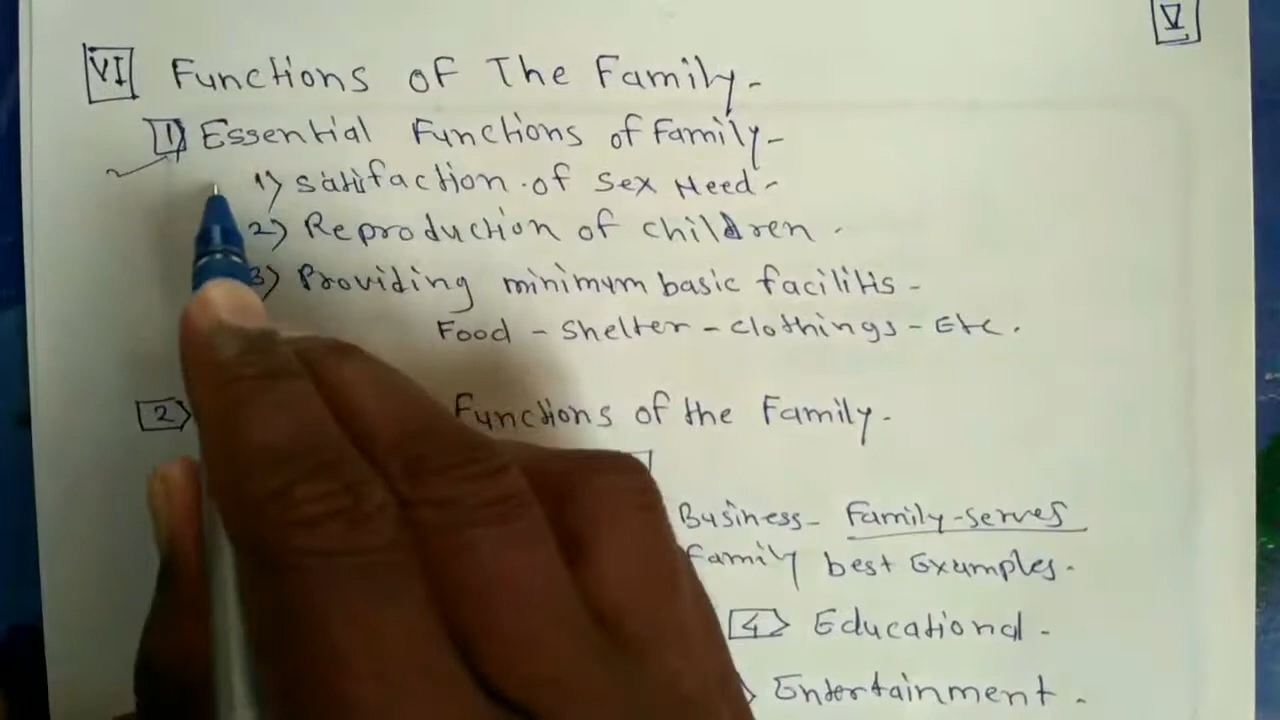 V
VI Functions of The Family-
1) Essential Functions of Family-
1) Satisfaction of Sex Need-
2) Reproduction of children.
3) Providing minimum basic facilitis-
Food - Shelter - Clothings - Etc.
2) Functions of the Family-
Business- Family-serves
Family best Examples.
4) Educational-
Entertainment-